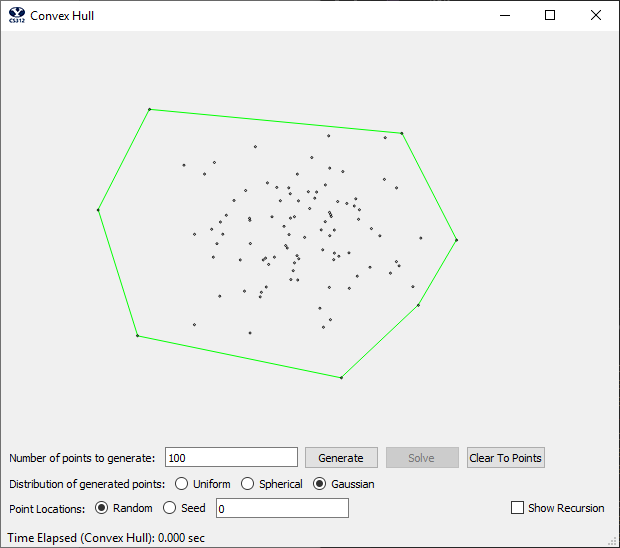 CS312 Convex Hull
Number of points to generate: 100 Generate Solve Clear To Points
Distribution of generated points: Uniform Spherical Gaussian
Point Locations: Random Seed 0 Show Recursion
Time Elapsed (Convex Hull): 0.000 sec